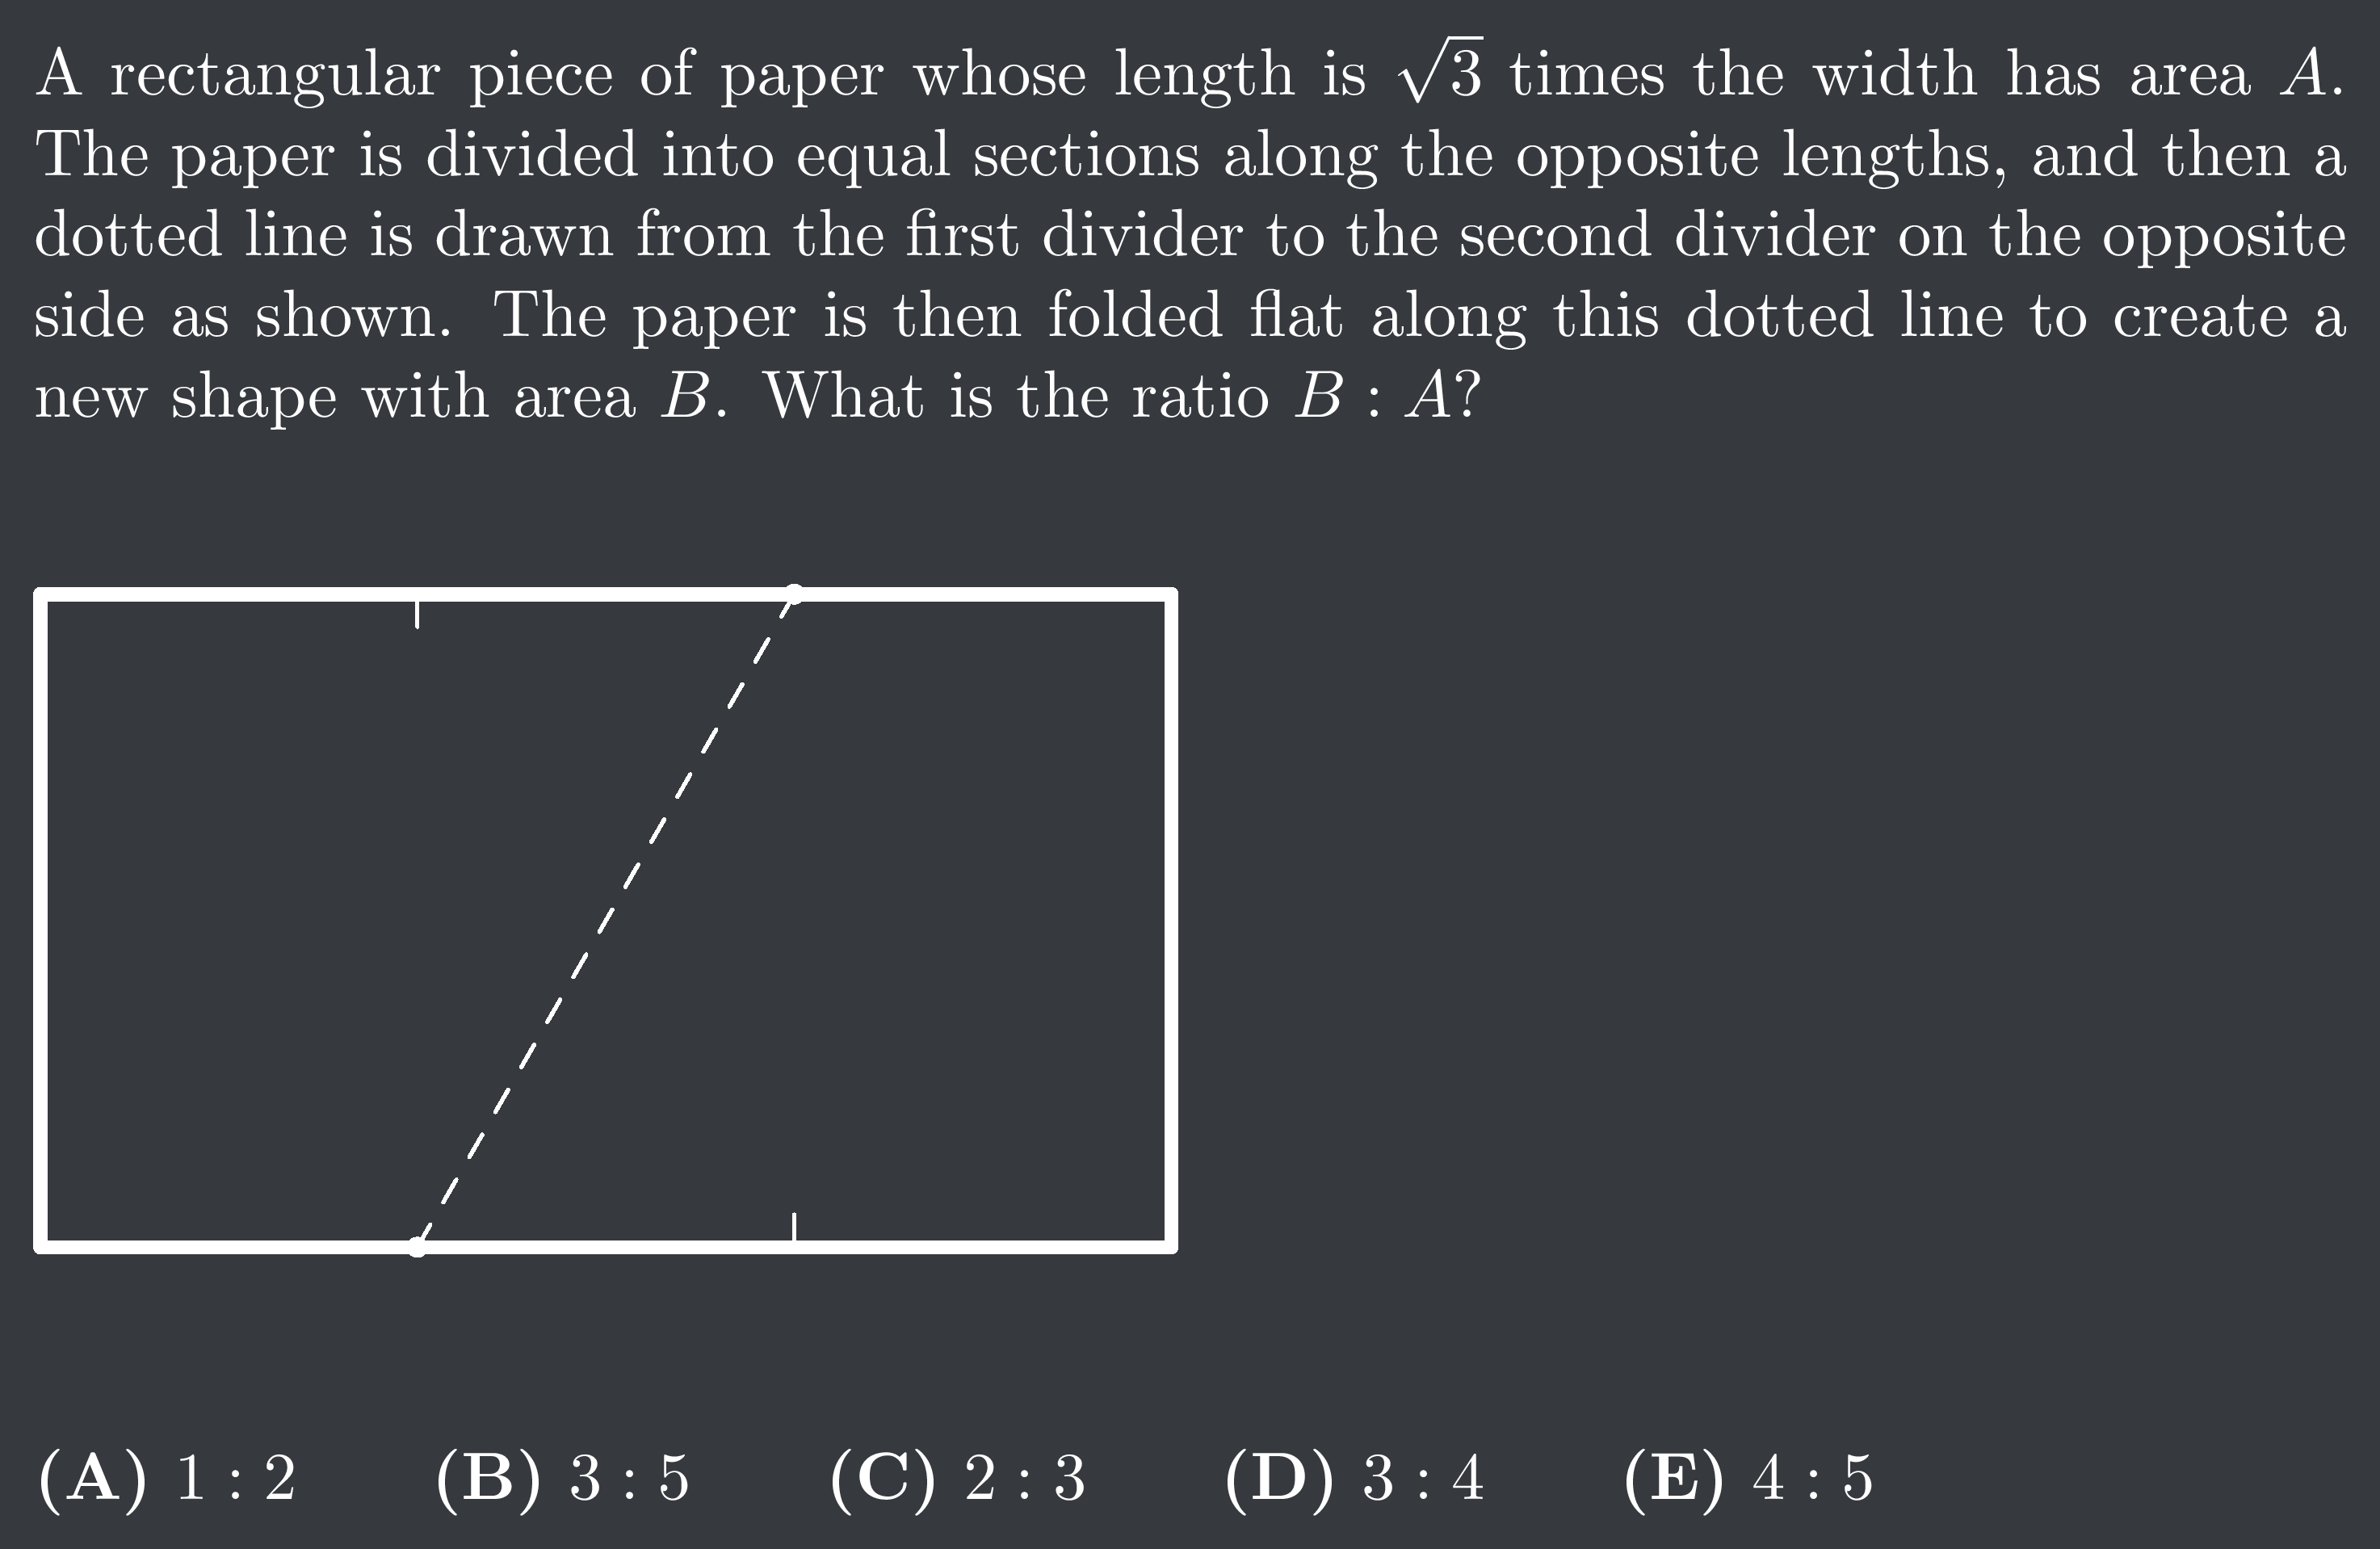 A rectangular piece of paper whose length is √3 times the width has area A.
The paper is divided into equal sections along the opposite lengths, and then a
dotted line is drawn from the first divider to the second divider on the opposite
side as shown. The paper is then folded flat along this dotted line to create a
new shape with area B. What is the ratio B : A?
(A) 1 : 2 (B) 3 : 5 (C) 2 : 3 (D) 3 : 4 (E) 4 : 5